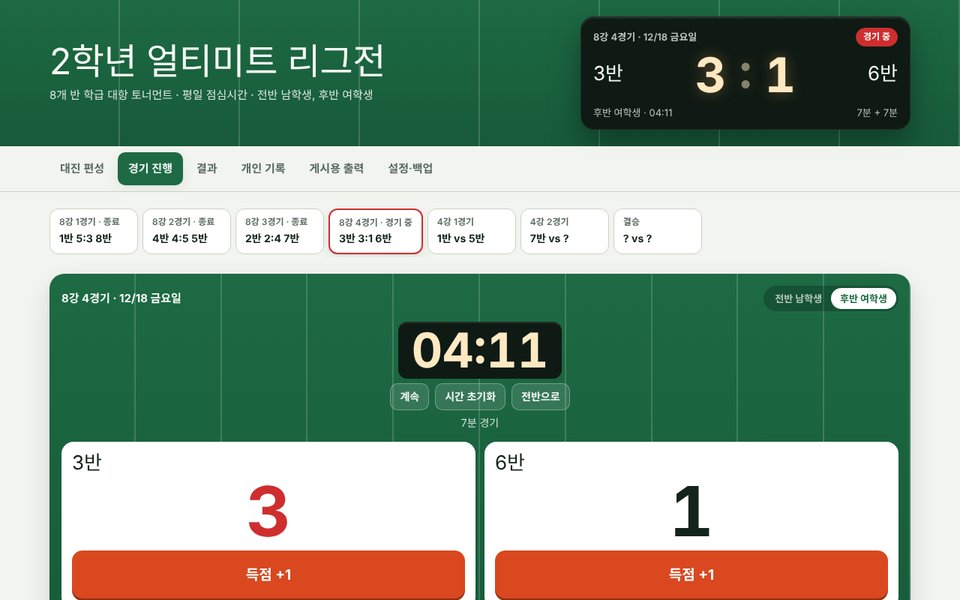 2학년 얼티미트 리그전
8개 반 학급 대항 토너먼트 · 평일 점심시간 · 전반 남학생, 후반 여학생
8강 4경기 · 12/18 금요일
경기 중
3반
3 : 1
6반
후반 여학생 · 04:11
7분 + 7분
대진 편성
경기 진행
결과
개인 기록
게시용 출력
설정·백업
8강 1경기 · 종료
1반 5:3 8반
8강 2경기 · 종료
4반 4:5 5반
8강 3경기 · 종료
2반 2:4 7반
8강 4경기 · 경기 중
3반 3:1 6반
4강 1경기
1반 vs 5반
4강 2경기
7반 vs ?
결승
? vs ?
8강 4경기 · 12/18 금요일
전반 남학생
후반 여학생
04:11
계속
시간 초기화
전반으로
7분 경기
3반
3
득점 +1
6반
1
득점 +1